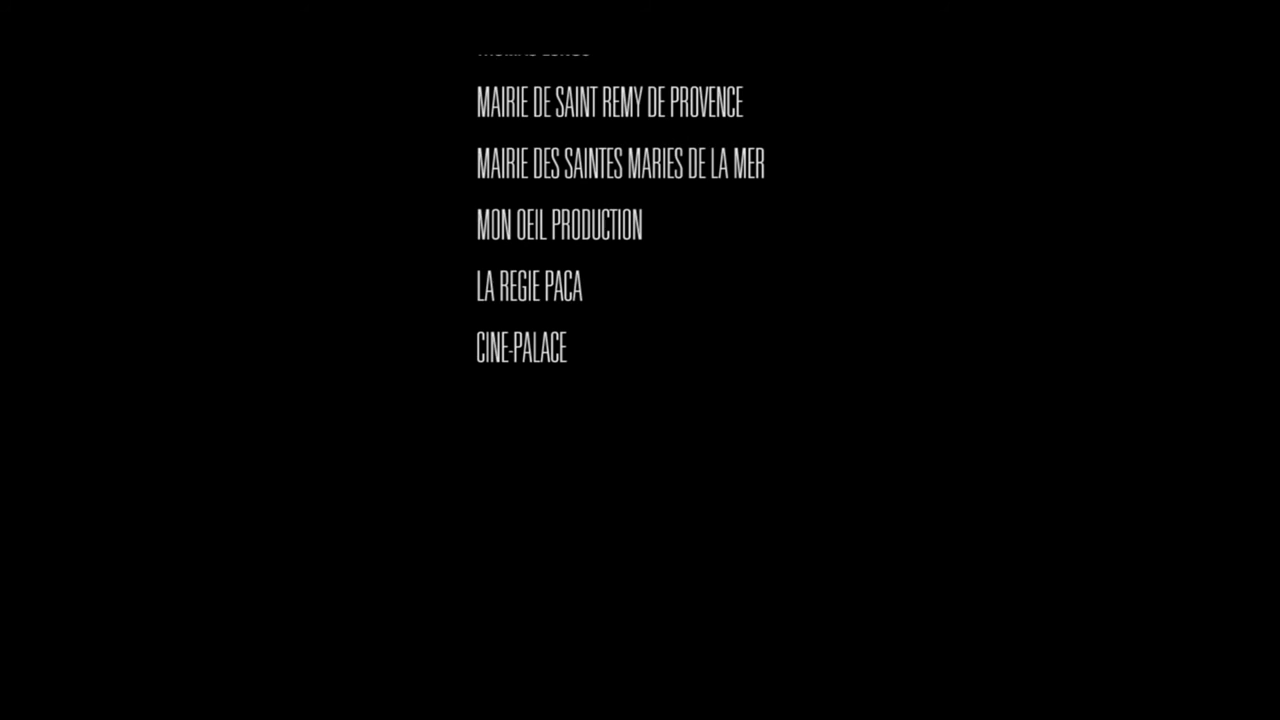 MAIRIE DE SAINT REMY DE PROVENCE
MAIRIE DES SAINTES MARIES DE LA MER
MON OEIL PRODUCTION
LA REGIE PACA
CINE-PALACE